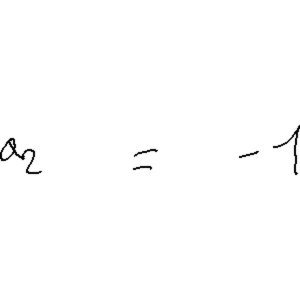 a₂ = -1